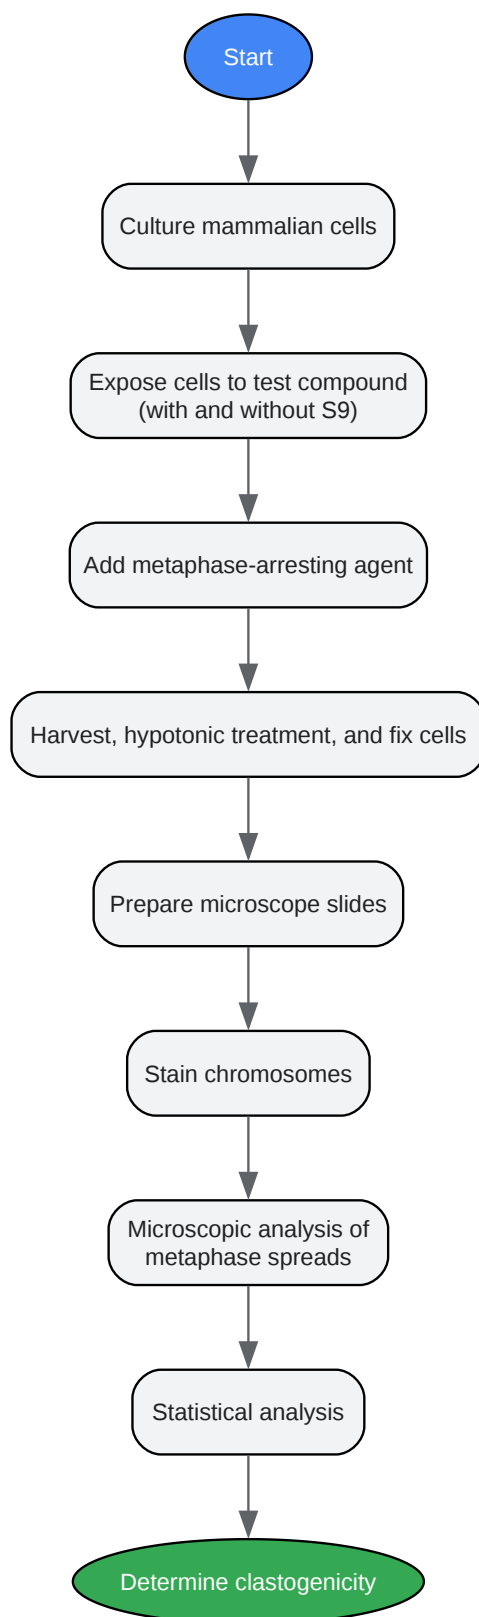 Start
Culture mammalian cells
Expose cells to test compound
(with and without S9)
Add metaphase-arresting agent
Harvest, hypotonic treatment, and fix cells
Prepare microscope slides
Stain chromosomes
Microscopic analysis of
metaphase spreads
Statistical analysis
Determine clastogenicity